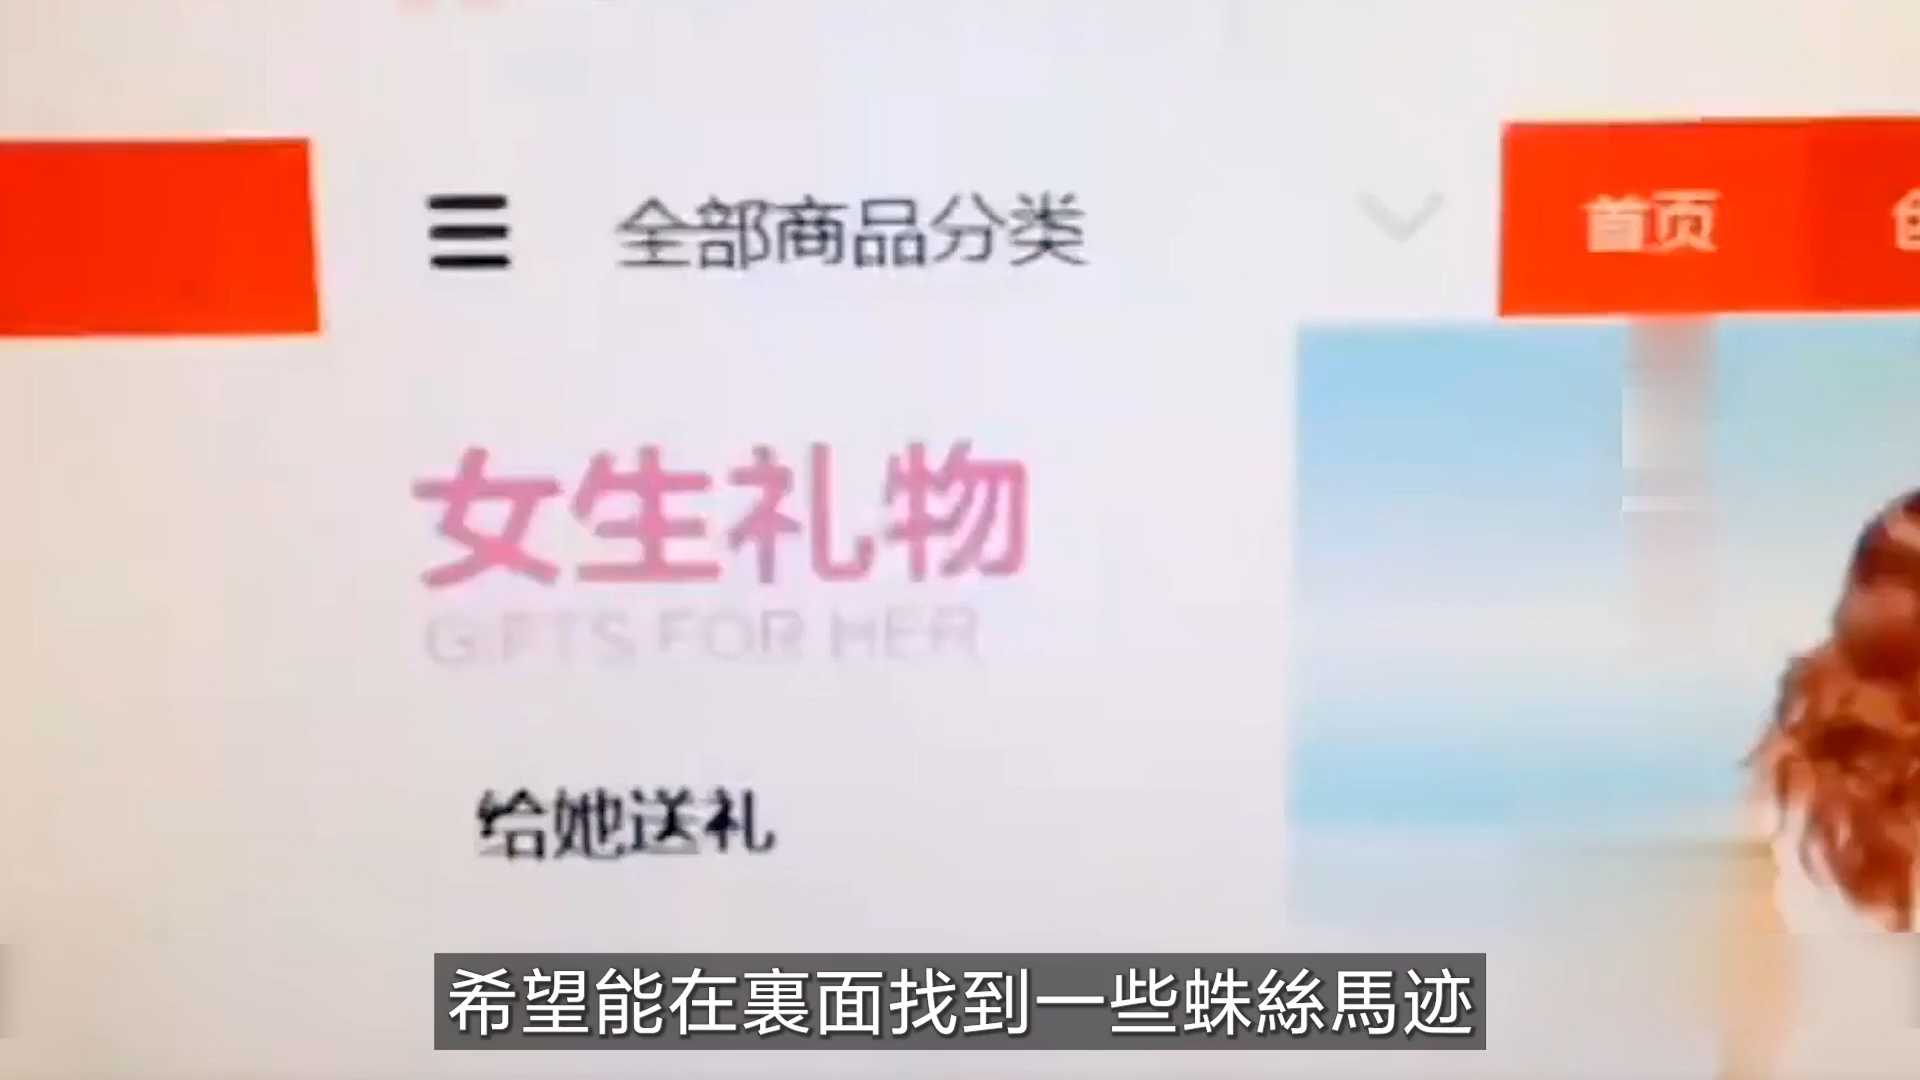 全部商品分类
首页
女生礼物
GIFTS FOR HER
给她送礼
希望能在裏面找到一些蛛絲馬迹